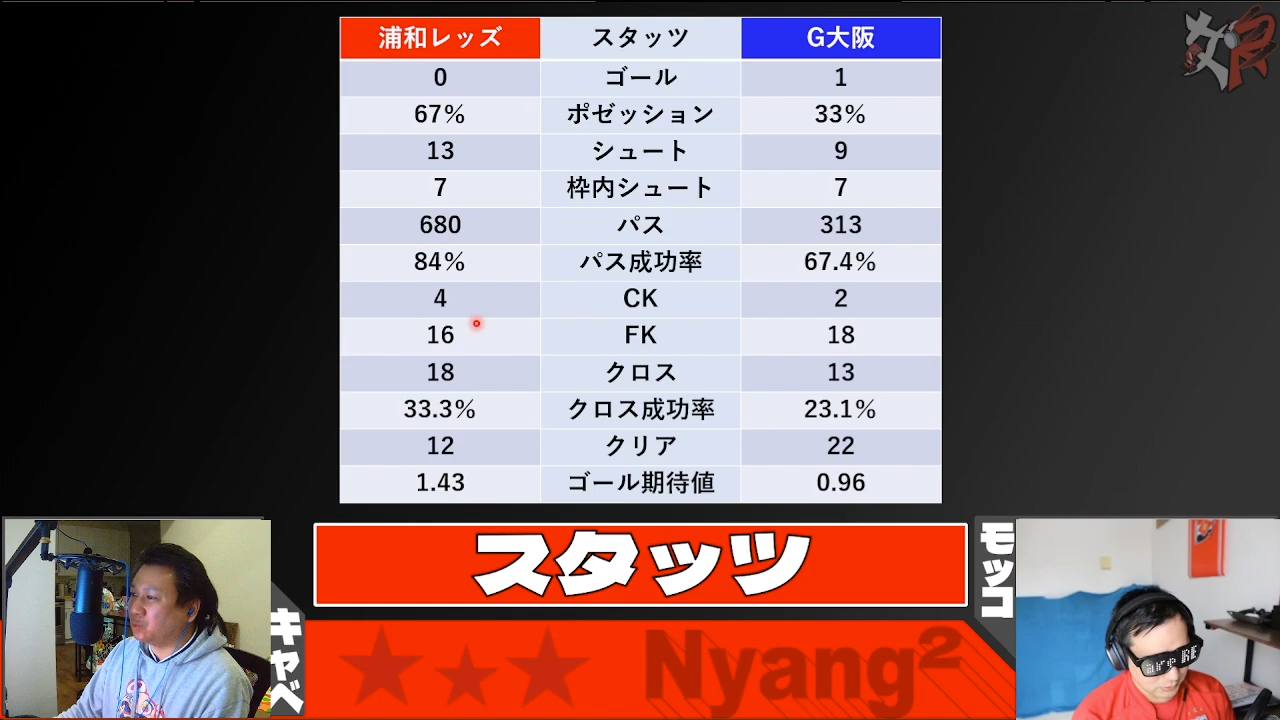 浦和レッズ スタッツ G大阪
0 ゴール 1
67% ポゼッション 33%
13 シュート 9
7 枠内シュート 7
680 パス 313
84% パス成功率 67.4%
4 CK 2
16 FK 18
18 クロス 13
33.3% クロス成功率 23.1%
12 クリア 22
1.43 ゴール期待値 0.96
スタッツ
キャベ
モッコ
★★★ Nyang²